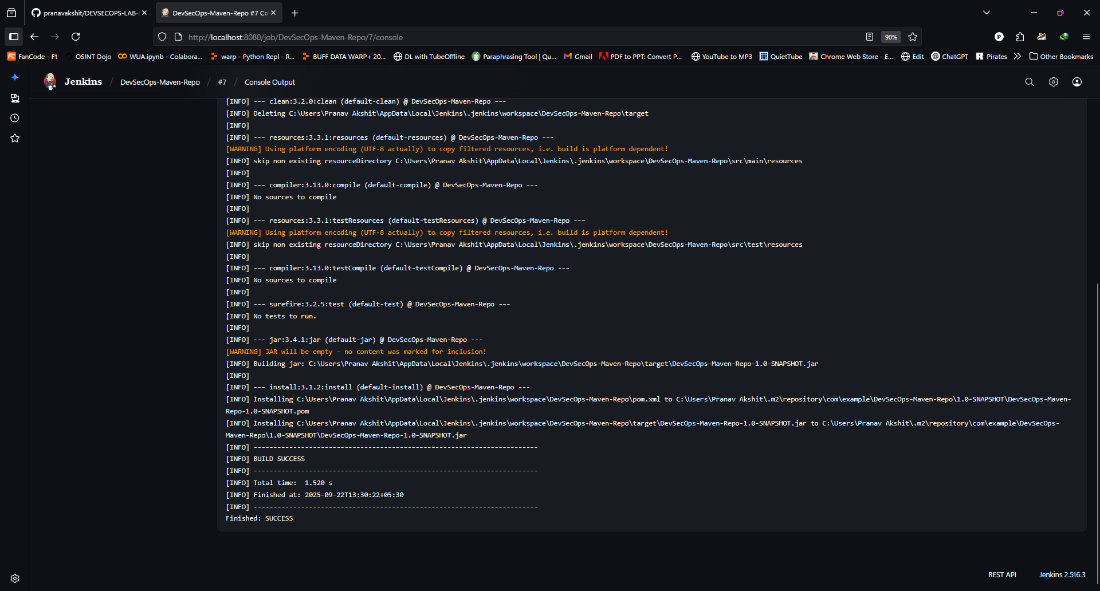 pranavakshit/DEVSECOPS-LAB-
DevSecOps-Maven-Repo #7 Co
http://localhost:8080/job/DevSecOps-Maven-Repo/7/console
90%
FanCode - F1
OSINT Dojo
WUA.ipynb - Colabora...
warp - Python Repl - R...
BUFF DATA WARP+ 20...
DL with TubeOffline
Paraphrasing Tool | Qu...
Gmail
PDF to PPT: Convert P...
YouTube to MP3
QuietTube
Chrome Web Store - E...
Edit
ChatGPT
Pirates
Other Bookmarks
Jenkins / DevSecOps-Maven-Repo / #7 / Console Output
[INFO] --- clean:3.2.0:clean (default-clean) @ DevSecOps-Maven-Repo ---
[INFO] Deleting C:\Users\Pranav Akshit\AppData\Local\Jenkins\.jenkins\workspace\DevSecOps-Maven-Repo\target
[INFO]
[INFO] --- resources:3.3.1:resources (default-resources) @ DevSecOps-Maven-Repo ---
[WARNING] Using platform encoding (UTF-8 actually) to copy filtered resources, i.e. build is platform dependent!
[INFO] skip non existing resourceDirectory C:\Users\Pranav Akshit\AppData\Local\Jenkins\.jenkins\workspace\DevSecOps-Maven-Repo\src\main\resources
[INFO]
[INFO] --- compiler:3.13.0:compile (default-compile) @ DevSecOps-Maven-Repo ---
[INFO] No sources to compile
[INFO]
[INFO] --- resources:3.3.1:testResources (default-testResources) @ DevSecOps-Maven-Repo ---
[WARNING] Using platform encoding (UTF-8 actually) to copy filtered resources, i.e. build is platform dependent!
[INFO] skip non existing resourceDirectory C:\Users\Pranav Akshit\AppData\Local\Jenkins\.jenkins\workspace\DevSecOps-Maven-Repo\src\test\resources
[INFO]
[INFO] --- compiler:3.13.0:testCompile (default-testCompile) @ DevSecOps-Maven-Repo ---
[INFO] No sources to compile
[INFO]
[INFO] --- surefire:3.2.5:test (default-test) @ DevSecOps-Maven-Repo ---
[INFO] No tests to run.
[INFO]
[INFO] --- jar:3.4.1:jar (default-jar) @ DevSecOps-Maven-Repo ---
[WARNING] JAR will be empty - no content was marked for inclusion!
[INFO] Building jar: C:\Users\Pranav Akshit\AppData\Local\Jenkins\.jenkins\workspace\DevSecOps-Maven-Repo\target\DevSecOps-Maven-Repo-1.0-SNAPSHOT.jar
[INFO]
[INFO] --- install:3.1.2:install (default-install) @ DevSecOps-Maven-Repo ---
[INFO] Installing C:\Users\Pranav Akshit\AppData\Local\Jenkins\.jenkins\workspace\DevSecOps-Maven-Repo\pom.xml to C:\Users\Pranav Akshit\.m2\repository\com\example\DevSecOps-Maven-Repo\1.0-SNAPSHOT\DevSecOps-Maven-
Repo-1.0-SNAPSHOT.pom
[INFO] Installing C:\Users\Pranav Akshit\AppData\Local\Jenkins\.jenkins\workspace\DevSecOps-Maven-Repo\target\DevSecOps-Maven-Repo-1.0-SNAPSHOT.jar to C:\Users\Pranav Akshit\.m2\repository\com\example\DevSecOps-
Maven-Repo\1.0-SNAPSHOT\DevSecOps-Maven-Repo-1.0-SNAPSHOT.jar
[INFO] ------------------------------------------------------------------------
[INFO] BUILD SUCCESS
[INFO] ------------------------------------------------------------------------
[INFO] Total time:  1.520 s
[INFO] Finished at: 2025-09-22T13:30:22+05:30
[INFO] ------------------------------------------------------------------------
Finished: SUCCESS
REST API
Jenkins 2.516.3